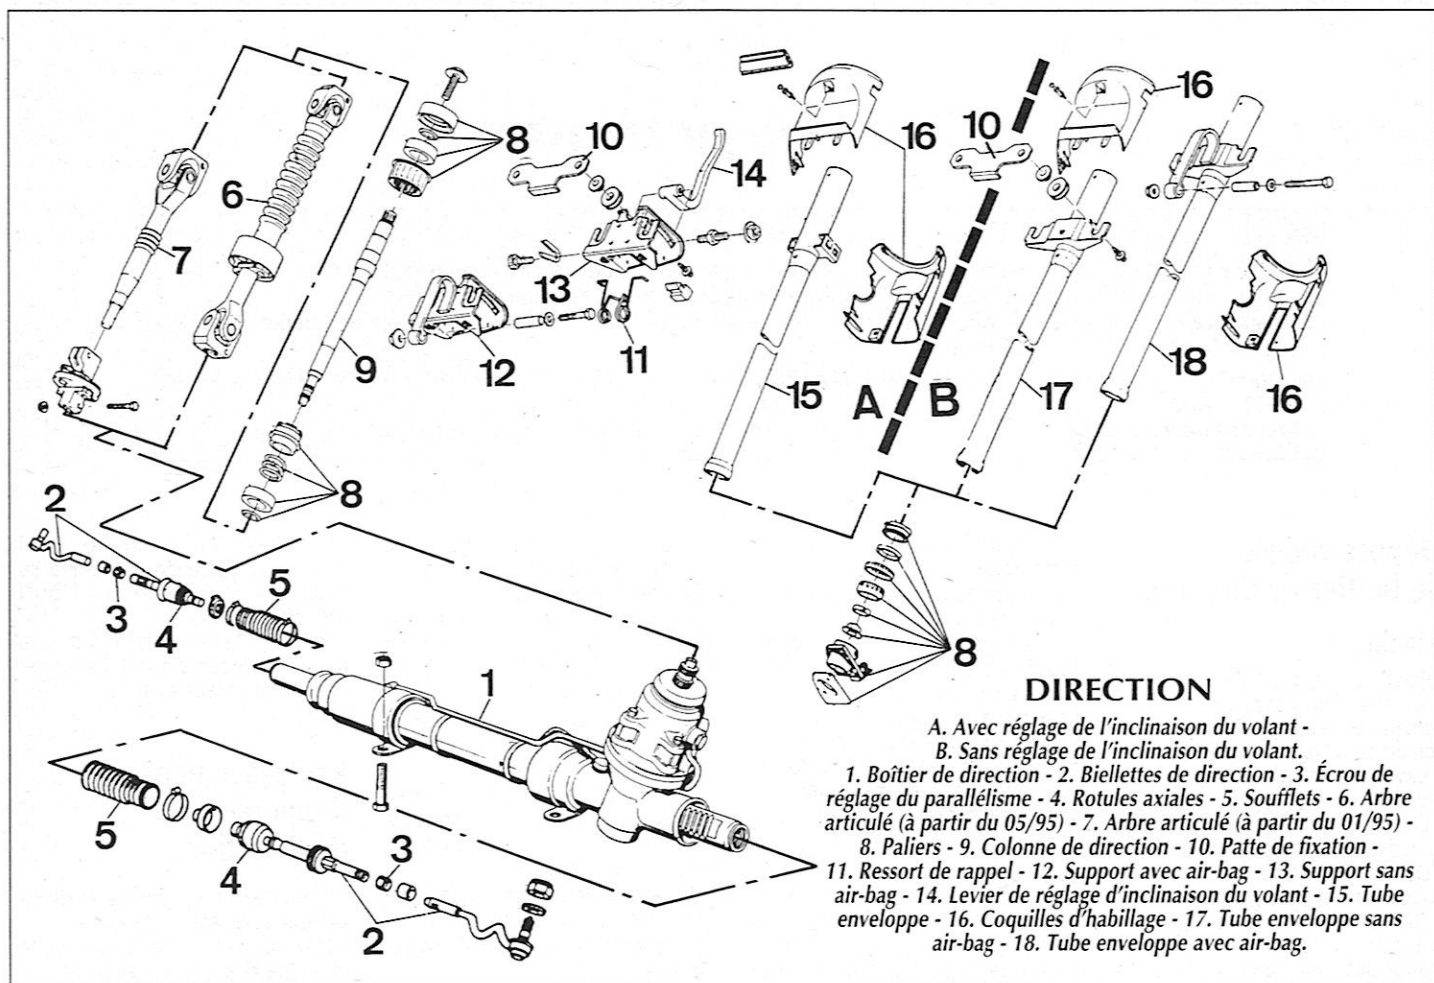 8
10
14
16
10
16
6
7
13
11
12
9
15
A
B
17
18
16
8
2
3
4
5
8
1
5
4
3
2
DIRECTION
A. Avec réglage de l'inclinaison du volant -
B. Sans réglage de l'inclinaison du volant.
1. Boîtier de direction - 2. Biellettes de direction - 3. Écrou de
réglage du parallélisme - 4. Rotules axiales - 5. Soufflets - 6. Arbre
articulé (à partir du 05/95) - 7. Arbre articulé (à partir du 01/95) -
8. Paliers - 9. Colonne de direction - 10. Patte de fixation -
11. Ressort de rappel - 12. Support avec air-bag - 13. Support sans
air-bag - 14. Levier de réglage d'inclinaison du volant - 15. Tube
enveloppe - 16. Coquilles d'habillage - 17. Tube enveloppe sans
air-bag - 18. Tube enveloppe avec air-bag.